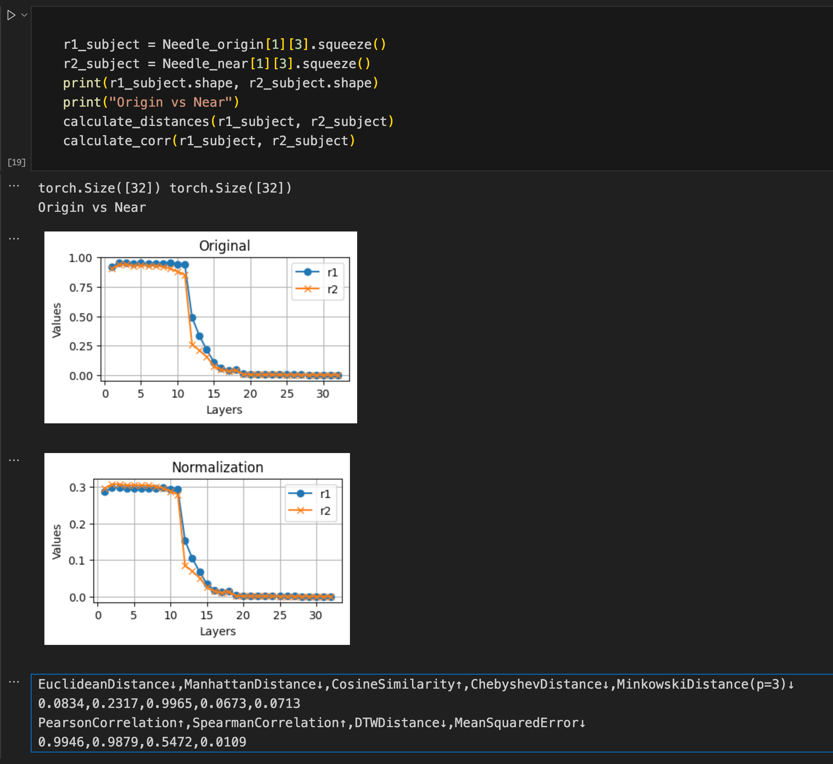 r1_subject = Needle_origin[1][3].squeeze()
r2_subject = Needle_near[1][3].squeeze()
print(r1_subject.shape, r2_subject.shape)
print("Origin vs Near")
calculate_distances(r1_subject, r2_subject)
calculate_corr(r1_subject, r2_subject)
[19]
...
torch.Size([32]) torch.Size([32])
Origin vs Near
...
Original
1.00
0.75
0.50
0.25
0.00
Values
r1
r2
0 5 10 15 20 25 30
Layers
...
Normalization
0.3
0.2
0.1
0.0
Values
r1
r2
0 5 10 15 20 25 30
Layers
...
EuclideanDistance↓,ManhattanDistance↓,CosineSimilarity↑,ChebyshevDistance↓,MinkowskiDistance(p=3)↓
0.0834,0.2317,0.9965,0.0673,0.0713
PearsonCorrelation↑,SpearmanCorrelation↑,DTWDistance↓,MeanSquaredError↓
0.9946,0.9879,0.5472,0.0109